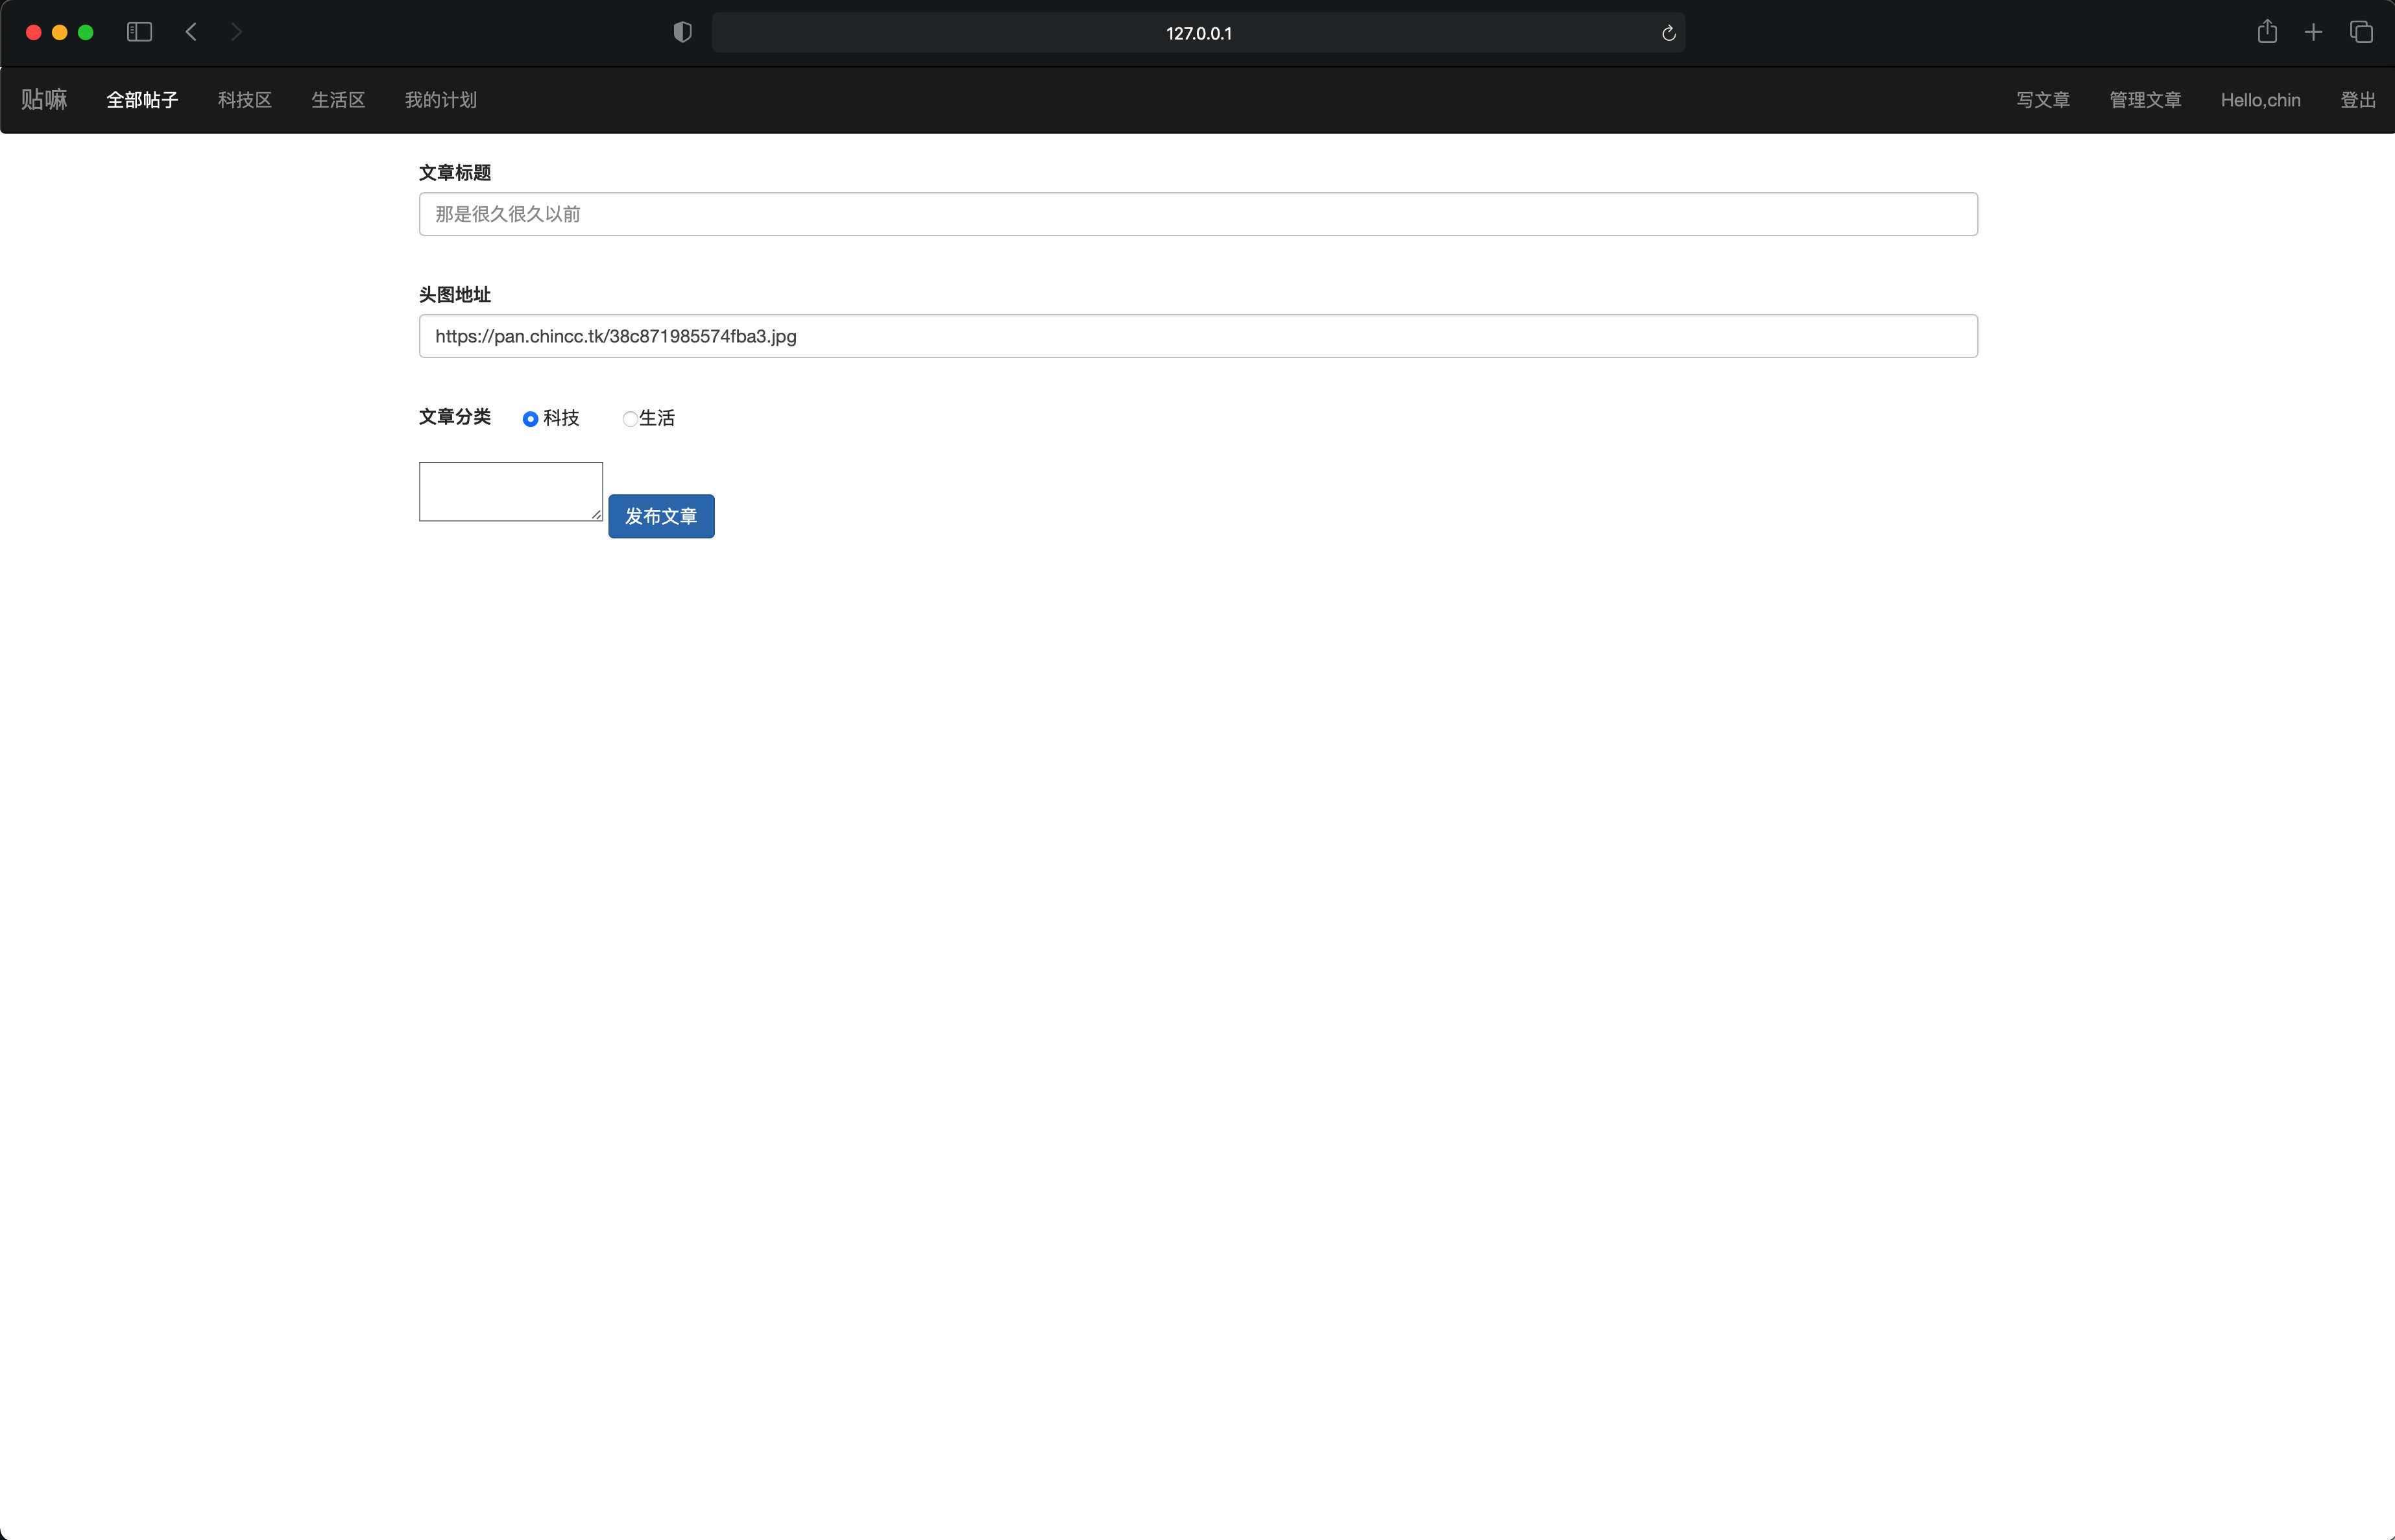 127.0.0.1
贴嘛 全部帖子 科技区 生活区 我的计划 写文章 管理文章 Hello,chin 登出
文章标题
那是很久很久以前
头图地址
https://pan.chincc.tk/38c871985574fba3.jpg
文章分类 科技 生活
发布文章